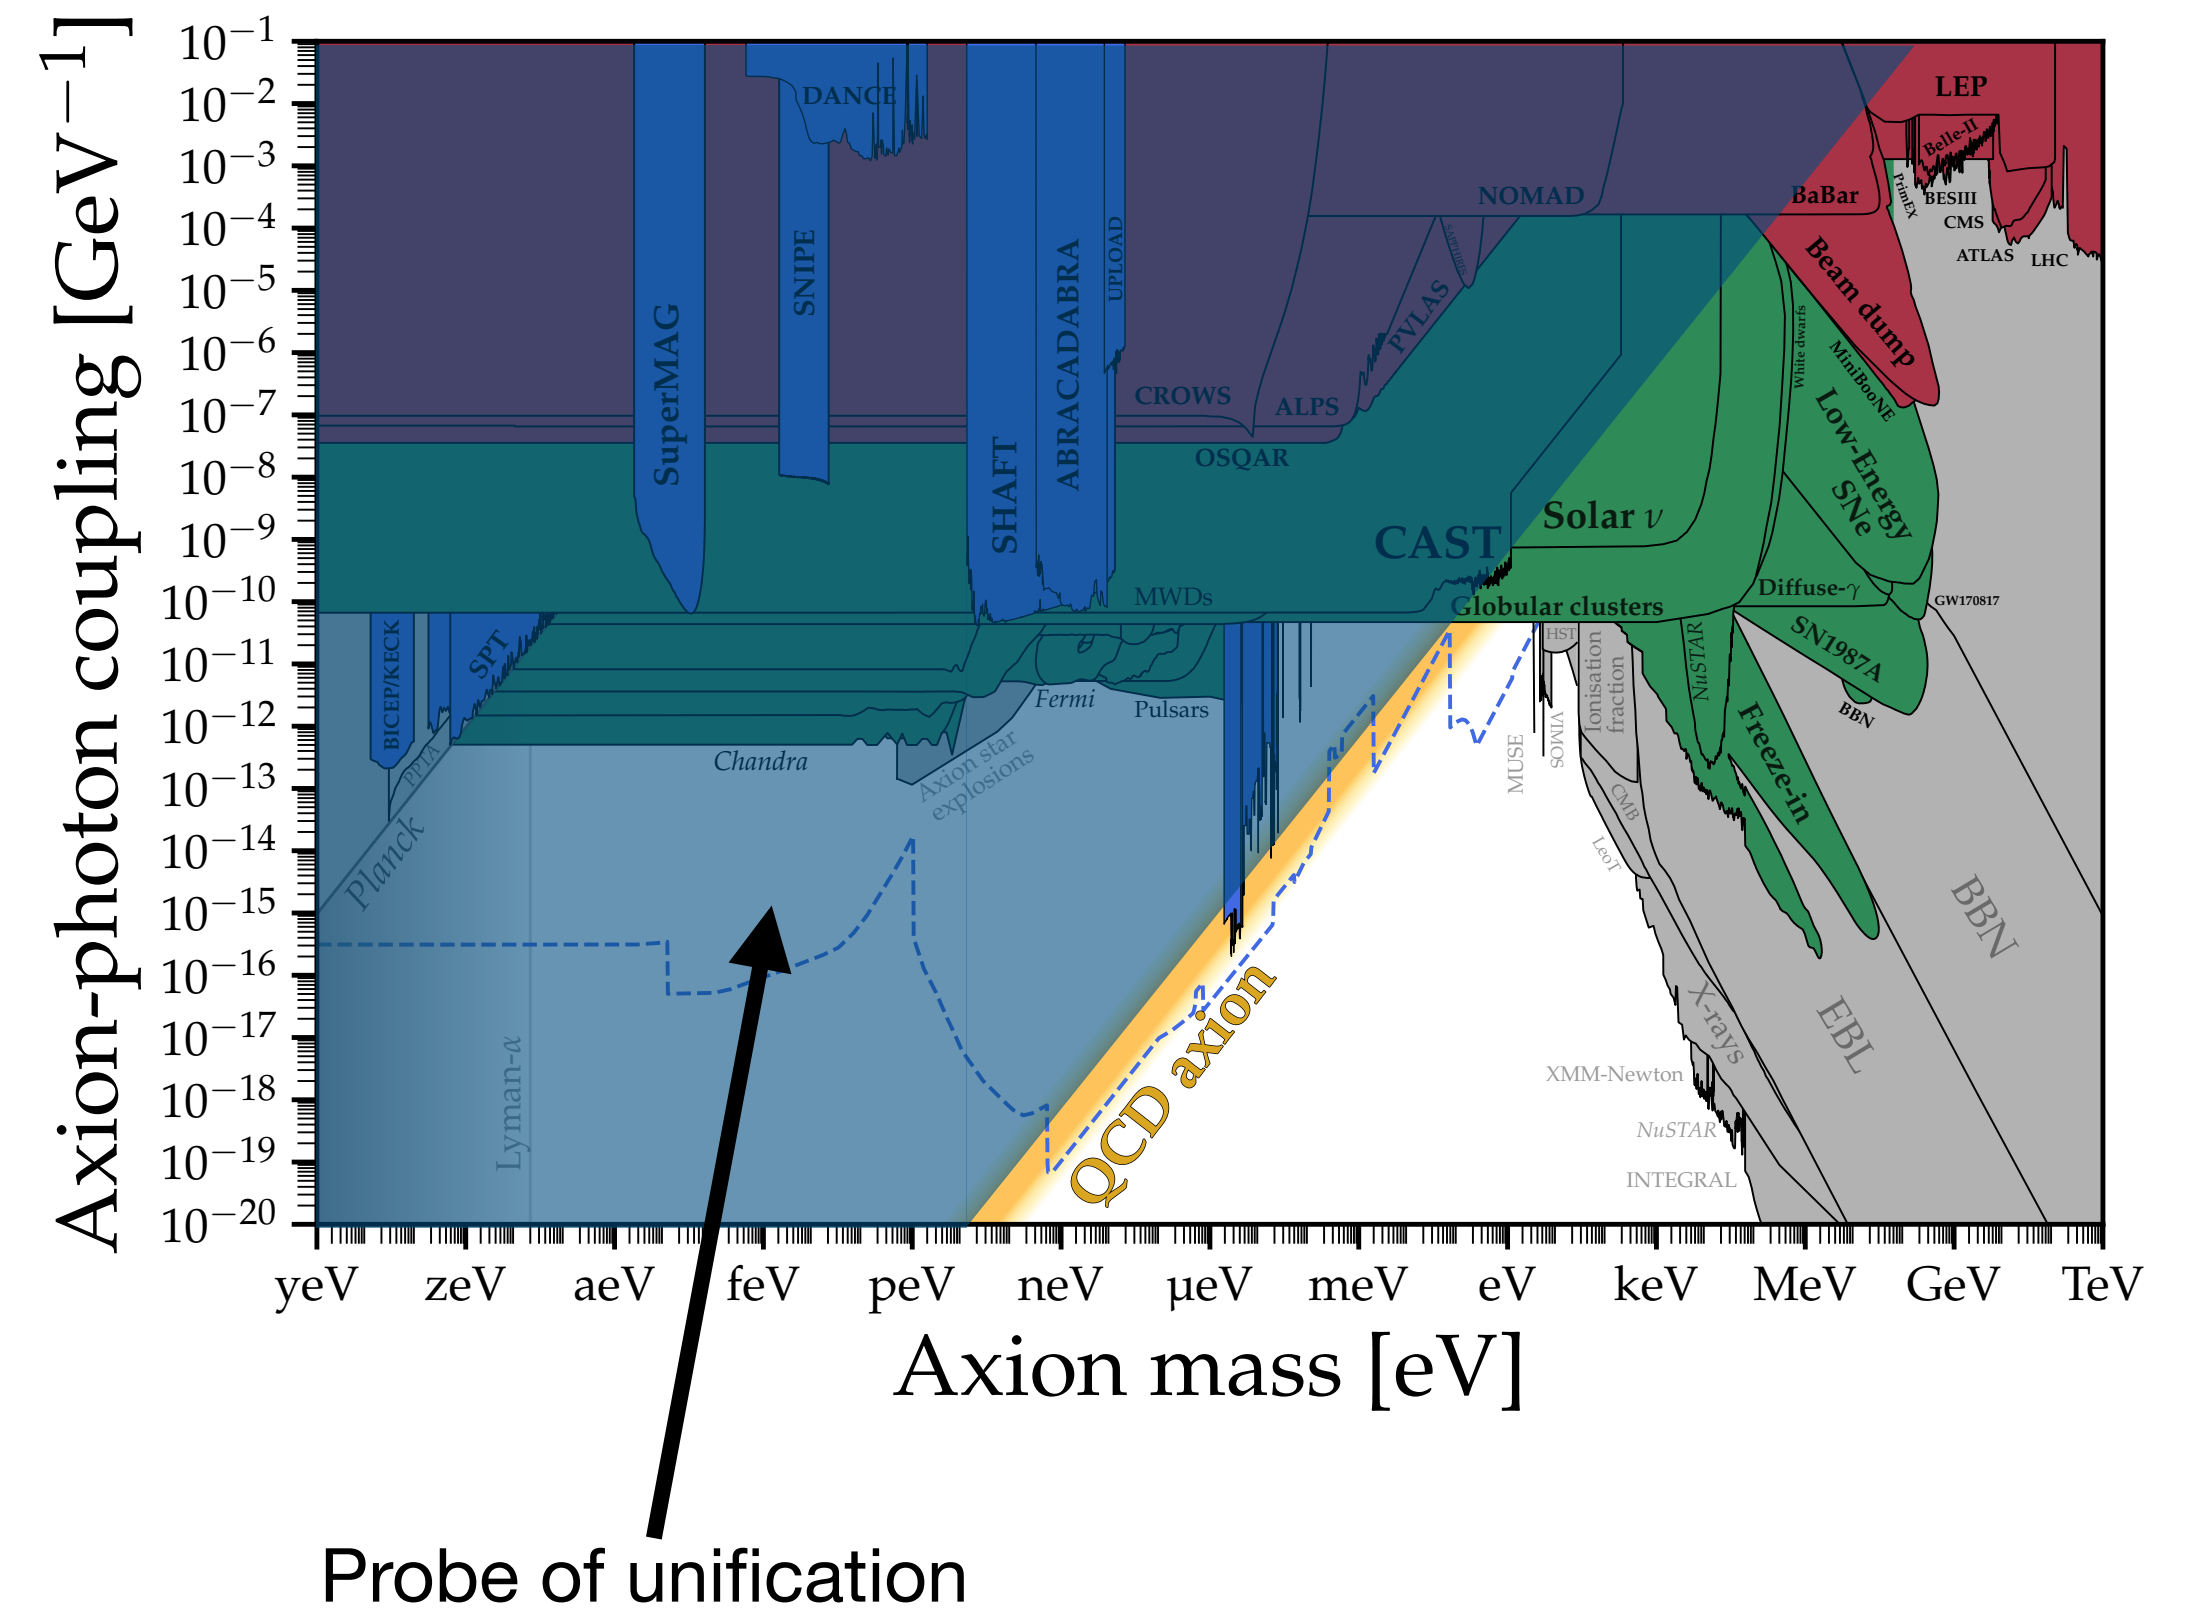 Axion-photon coupling [GeV⁻¹]
10⁻¹
10⁻²
10⁻³
10⁻⁴
10⁻⁵
10⁻⁶
10⁻⁷
10⁻⁸
10⁻⁹
10⁻¹⁰
10⁻¹¹
10⁻¹²
10⁻¹³
10⁻¹⁴
10⁻¹⁵
10⁻¹⁶
10⁻¹⁷
10⁻¹⁸
10⁻¹⁹
10⁻²⁰
DANCE
SuperMAG
SNIPE
SHAFT
ABRACADABRA
UPLOAD
CROWS
ALPS
OSQAR
PVLAS
SAPPHIRES
NOMAD
CAST
MWDs
LEP
Belle-II
BaBar
PrimEX
BESIII
CMS
ATLAS
LHC
Beam dump
White dwarfs
MiniBooNE
Low-Energy
SNe
Solar ν
Globular clusters
Diffuse-γ
GW170817
SN1987A
BBN
NuSTAR
Freeze-in
HST
Ionisation
fraction
MUSE
VIMOS
CMB
LeoT
BICEP/KECK
SPT
PPTA
Planck
Lyman-α
Chandra
Axion star
explosions
Fermi
Pulsars
QCD axion
X-rays
EBL
BBN
XMM-Newton
NuSTAR
INTEGRAL
yeV zeV aeV feV peV neV µeV meV eV keV MeV GeV TeV
Axion mass [eV]
Probe of unification